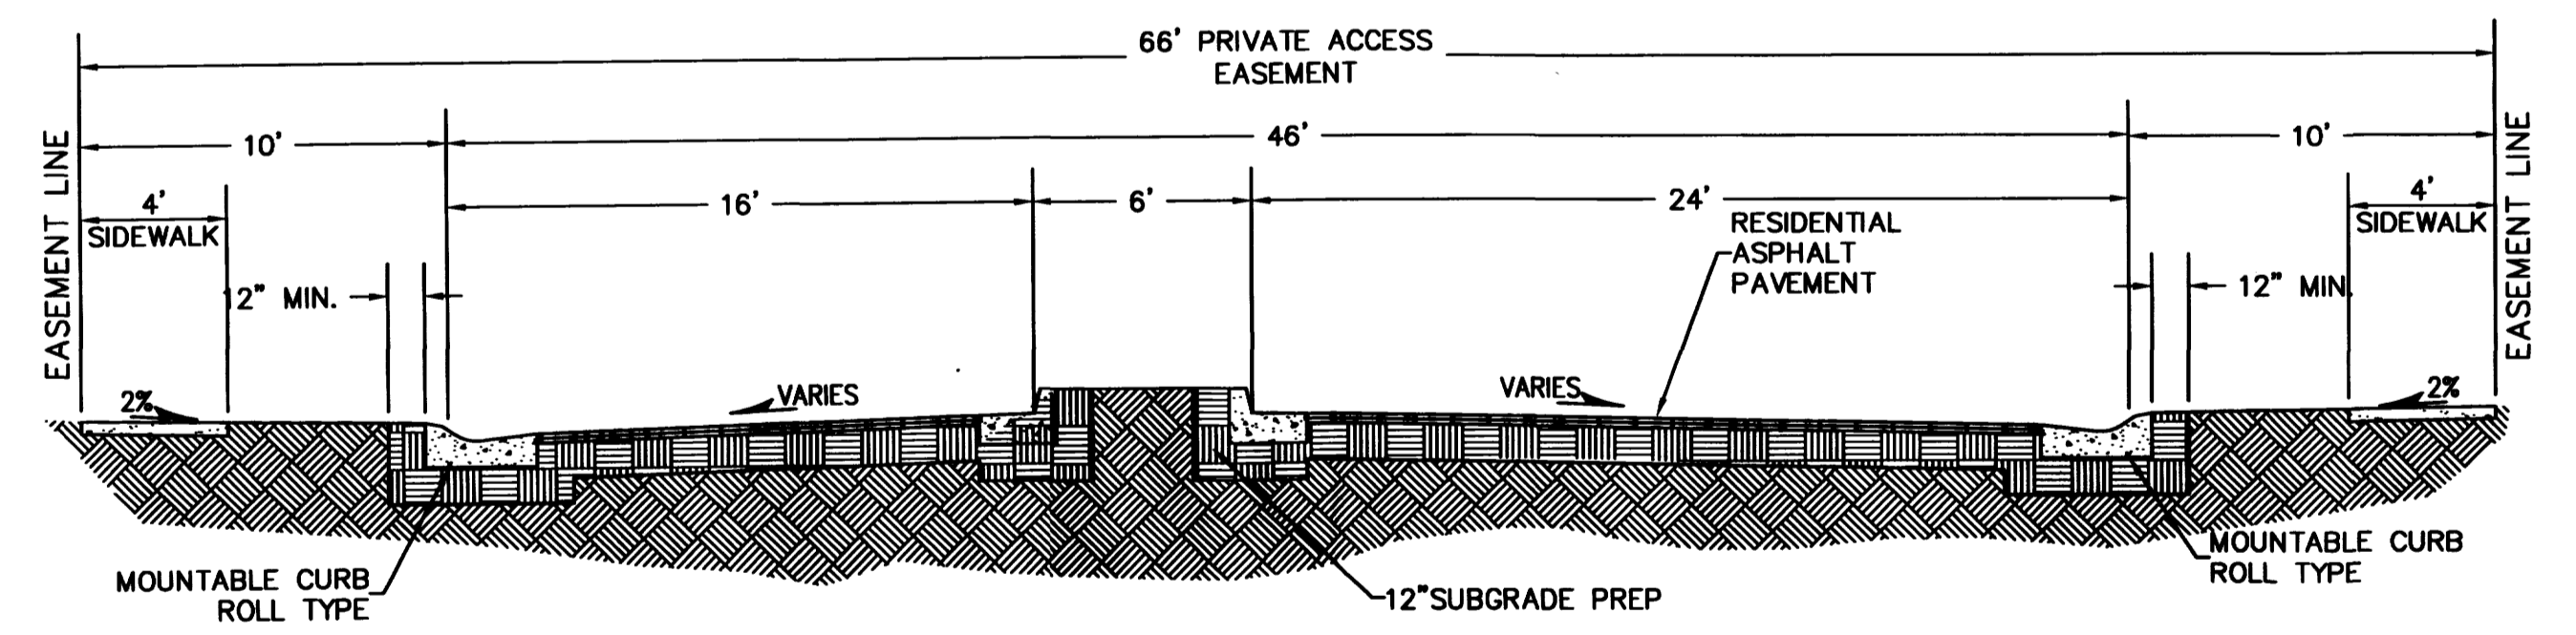 66' PRIVATE ACCESS
EASEMENT
10'
46'
10'
EASEMENT LINE
EASEMENT LINE
4'
SIDEWALK
16'
6'
24'
4'
SIDEWALK
RESIDENTIAL
ASPHALT
PAVEMENT
12" MIN.
12" MIN.
2%
VARIES
VARIES
2%
MOUNTABLE CURB
ROLL TYPE
12"SUBGRADE PREP
MOUNTABLE CURB
ROLL TYPE